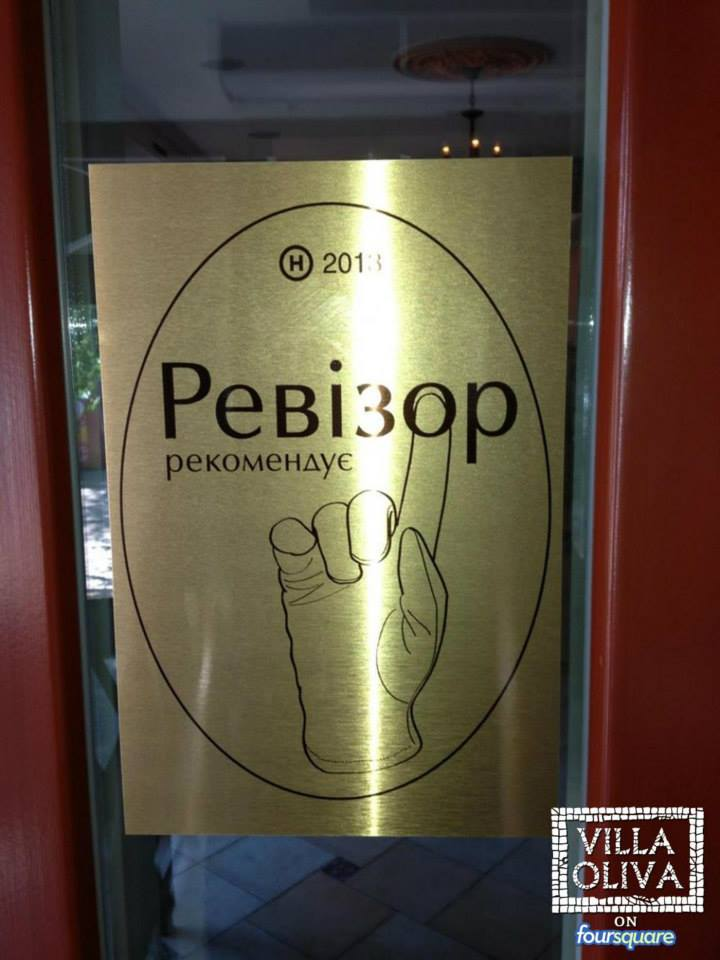 Н 2013
Ревізор
рекомендує
VILLA
OLIVA
ON
foursquare